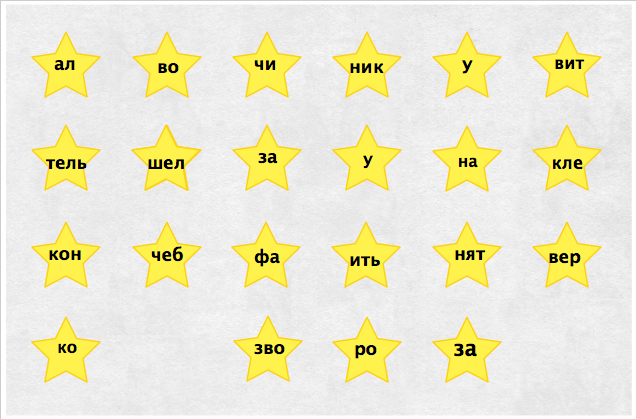 ал во чи ник У вит
тель шел за У на кле
кон чеб фа ить нят вер
ко зво ро за